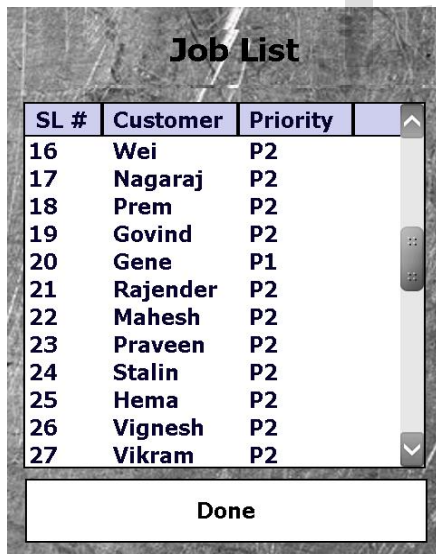 Job List
SL # Customer Priority
16 Wei P2
17 Nagaraj P2
18 Prem P2
19 Govind P2
20 Gene P1
21 Rajender P2
22 Mahesh P2
23 Praveen P2
24 Stalin P2
25 Hema P2
26 Vignesh P2
27 Vikram P2
Done